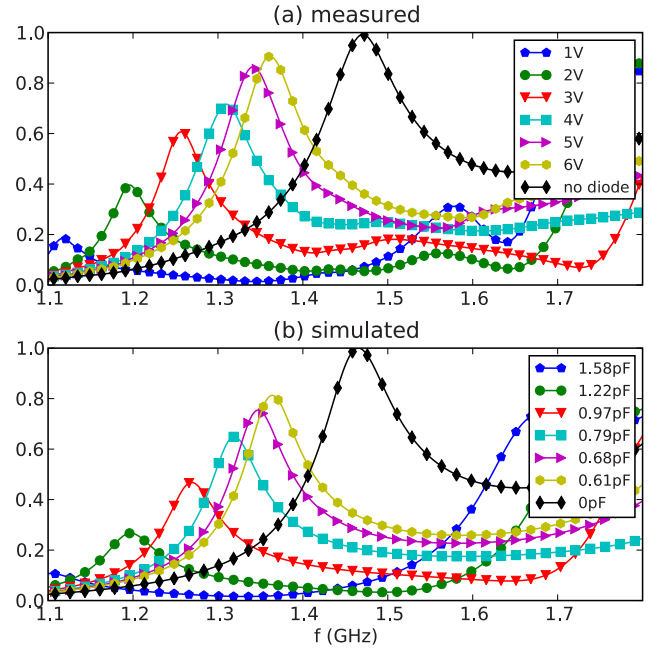 (a) measured
1.0
0.8
0.6
0.4
0.2
0.0
1.1 1.2 1.3 1.4 1.5 1.6 1.7
1V
2V
3V
4V
5V
6V
no diode
(b) simulated
1.0
0.8
0.6
0.4
0.2
0.0
1.1 1.2 1.3 1.4 1.5 1.6 1.7
f (GHz)
1.58pF
1.22pF
0.97pF
0.79pF
0.68pF
0.61pF
0pF